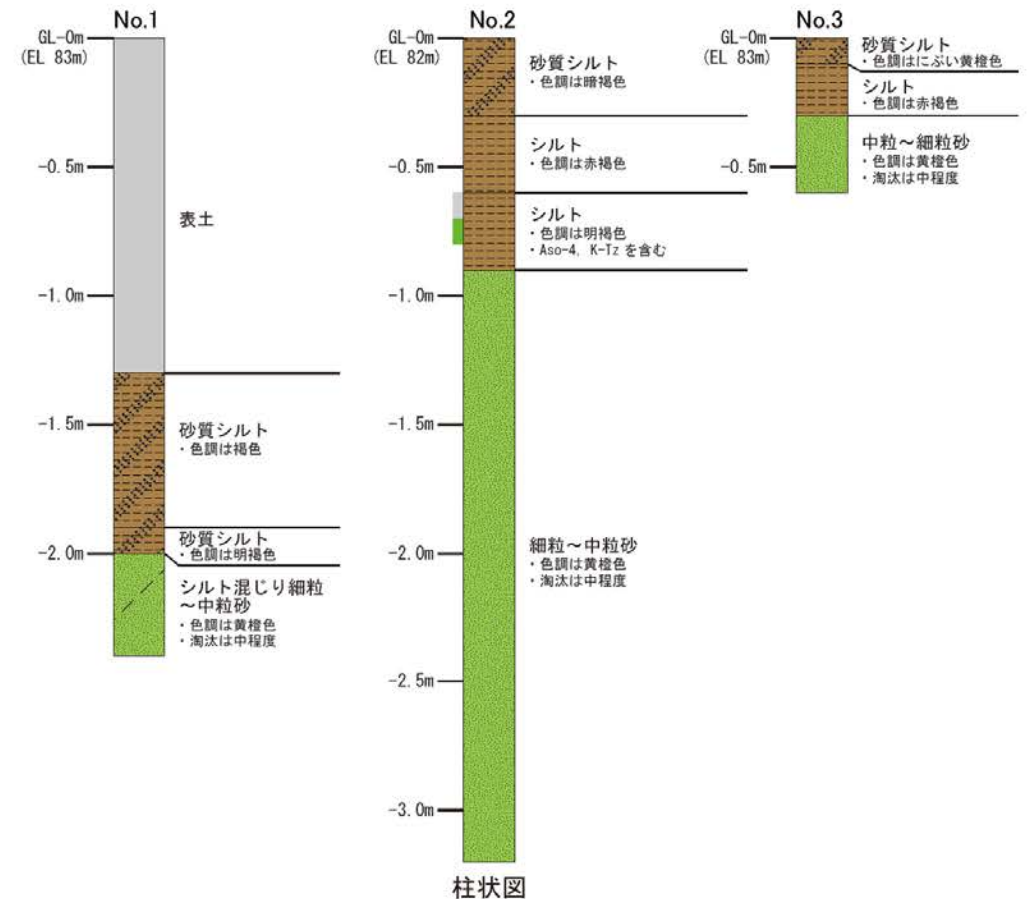 No.1
GL-0m
(EL 83m)
-0.5m
-1.0m
-1.5m
-2.0m
表土
砂質シルト
・色調は褐色
砂質シルト
・色調は明褐色
シルト混じり細粒
～中粒砂
・色調は黄橙色
・淘汰は中程度
No.2
GL-0m
(EL 82m)
-0.5m
-1.0m
-1.5m
-2.0m
-2.5m
-3.0m
砂質シルト
・色調は暗褐色
シルト
・色調は赤褐色
シルト
・色調は明褐色
・Aso-4, K-Tz を含む
細粒～中粒砂
・色調は黄橙色
・淘汰は中程度
No.3
GL-0m
(EL 83m)
-0.5m
砂質シルト
・色調はにぶい黄橙色
シルト
・色調は赤褐色
中粒～細粒砂
・色調は黄橙色
・淘汰は中程度
柱状図